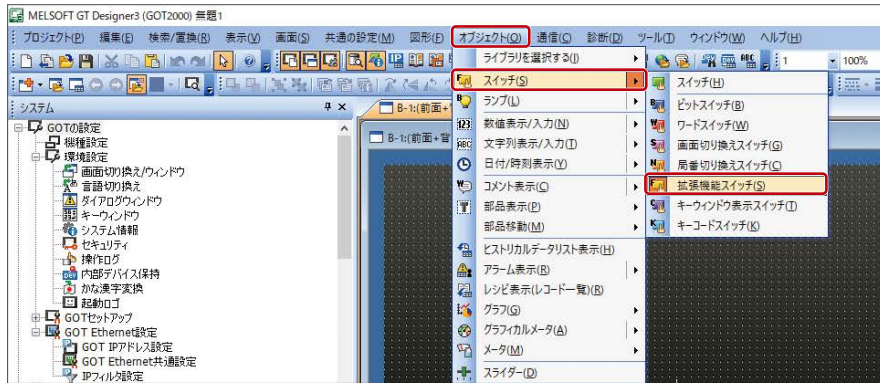 MELSOFT GT Designer3 (GOT2000) 無題1
プロジェクト(P) 編集(E) 検索/置換(R) 表示(V) 画面(S) 共通の設定(M) 図形(F) オブジェクト(O) 通信(C) 診断(D) ツール(T) ウィンドウ(W) ヘルプ(H)
1 100%
システム
B-1:(前面+
B-1:(前面+背
GOTの設定
機種設定
環境設定
画面切り換え/ウィンドウ
言語切り換え
ダイアログウィンドウ
キーウィンドウ
システム情報
セキュリティ
操作ログ
内部デバイス保持
かな漢字変換
起動ロゴ
GOTセットアップ
GOT Ethernet設定
GOT IPアドレス設定
GOT Ethernet共通設定
IPフィルタ設定
ライブラリを選択する(I)
スイッチ(S)
ランプ(L)
数値表示/入力(N)
文字列表示/入力(I)
日付/時刻表示(Y)
コメント表示(C)
部品表示(P)
部品移動(M)
ヒストリカルデータリスト表示(H)
アラーム表示(R)
レシピ表示(レコード一覧)(R)
グラフ(G)
グラフィカルメータ(A)
メータ(M)
スライダー(D)
スイッチ(H)
ビットスイッチ(B)
ワードスイッチ(W)
画面切り換えスイッチ(G)
局番切り換えスイッチ(C)
拡張機能スイッチ(S)
キーウィンドウ表示スイッチ(T)
キーコードスイッチ(K)